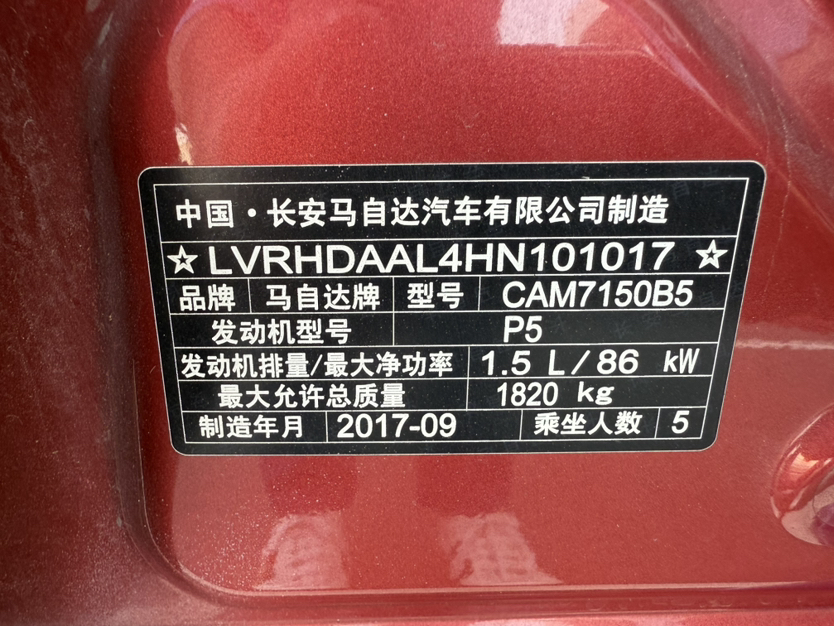 中国·长安马自达汽车有限公司制造
☆LVRHDAAL4HN101017☆
品牌 马自达牌 型号 CAM7150B5
发动机型号 P5
发动机排量/最大净功率 1.5 L/86 kW
最大允许总质量 1820 kg
制造年月 2017-09 乘坐人数 5